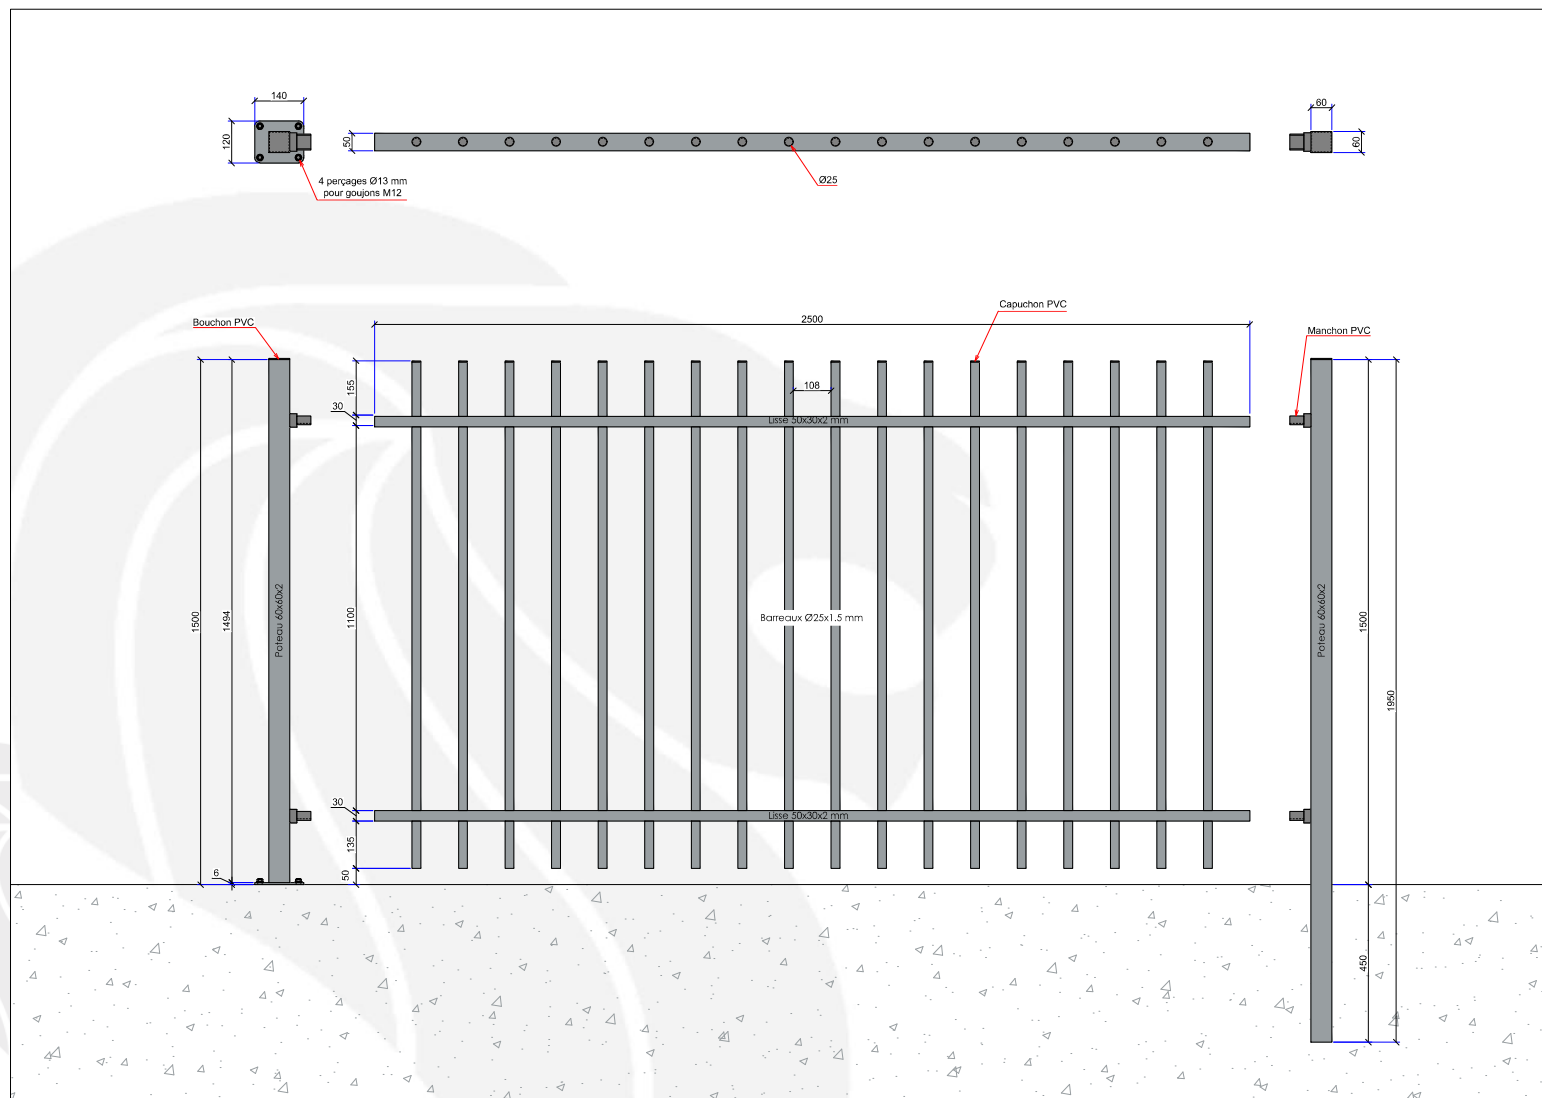 140
60
120
50
60
4 perçages Ø13 mm
pour goujons M12
Ø25
Capuchon PVC
Bouchon PVC
2500
Manchon PVC
155
108
30
Lisse 50x30x2 mm
1500
1494
Poteau 60x60x2
1100
Barreaux Ø25x1.5 mm
Poteau 60x60x2
1500
1950
30
Lisse 50x30x2 mm
135
6
50
450